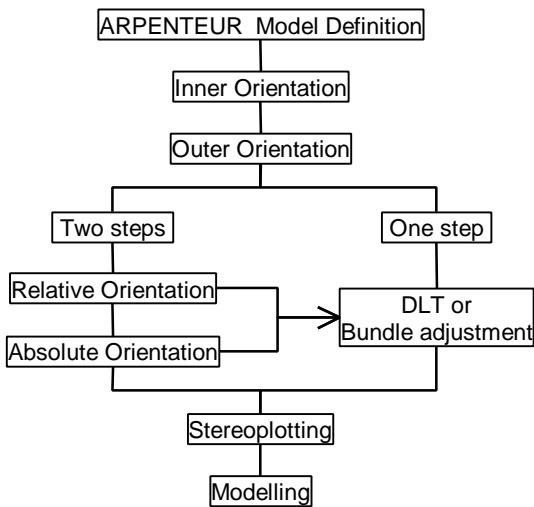 ARPENTEUR Model Definition
Inner Orientation
Outer Orientation
Two steps
One step
Relative Orientation
Absolute Orientation
DLT or
Bundle adjustment
Stereoplotting
Modelling